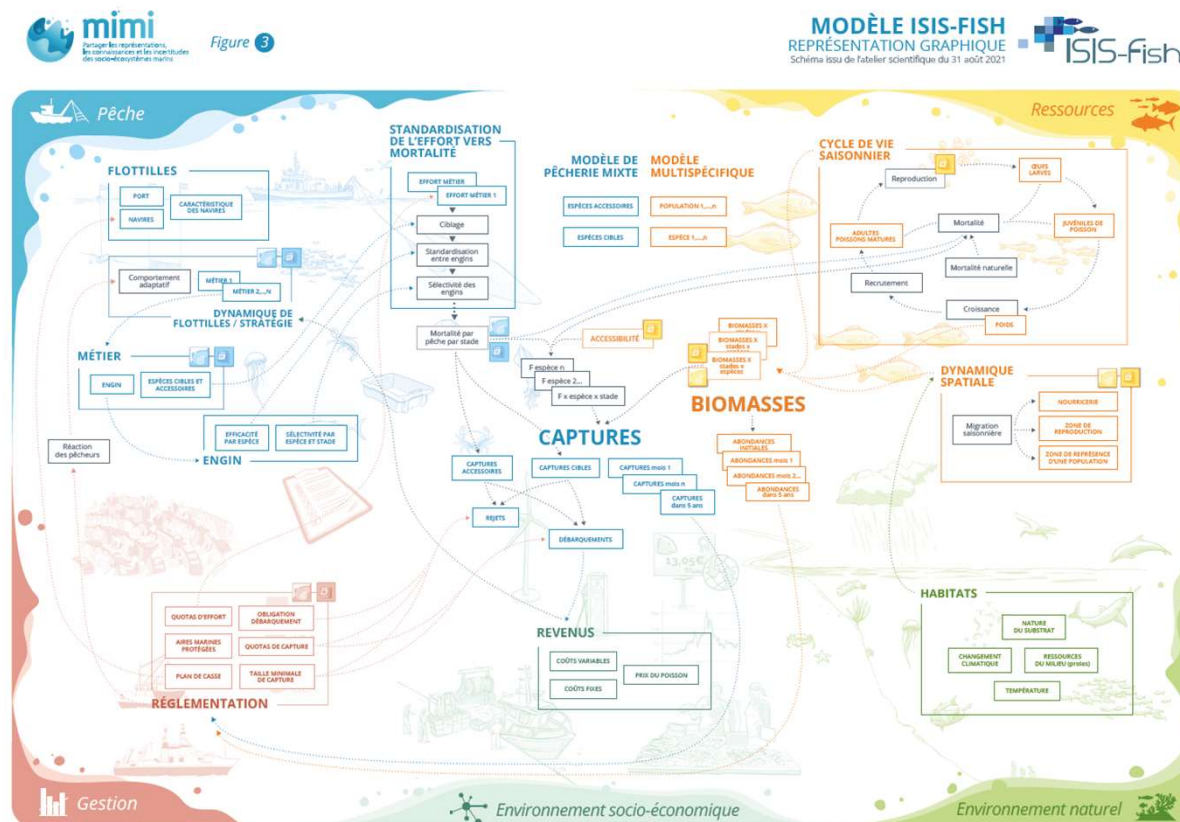 mimi
Partager les représentations,
les connaissances et les incertitudes
des socio-écosystèmes marins
Figure 3
MODÈLE ISIS-FISH
REPRÉSENTATION GRAPHIQUE
Schéma issu de l'atelier scientifique du 31 août 2021
ISIS-Fish
Pêche
Ressources
FLOTTILLES
PORT
NAVIRES
CARACTÉRISTIQUE
DES NAVIRES
Comportement
adaptatif
MÉTIER 1
MÉTIER 2,..,N
DYNAMIQUE DE
FLOTTILLES / STRATÉGIE
MÉTIER
ENGIN
ESPÈCES CIBLES ET
ACCESSOIRES
Réaction
des pêcheurs
EFFICACITÉ
PAR ESPÈCE
SÉLECTIVITÉ PAR
ESPÈCE ET STADE
ENGIN
STANDARDISATION
DE L'EFFORT VERS
MORTALITÉ
EFFORT MÉTIER
EFFORT MÉTIER 1
Ciblage
Standardisation
entre engins
Sélectivité des
engins
Mortalité par
pêche par stade
MODÈLE DE
PÊCHERIE MIXTE
ESPÈCES ACCESSOIRES
ESPÈCES CIBLES
MODÈLE
MULTISPÉCIFIQUE
POPULATION 1,...,n
ESPÈCE 1,...,n
ACCESSIBILITÉ
F espèce n
F espèce 2...
F x espèce x stade
CYCLE DE VIE
SAISONNIER
Reproduction
ŒUFS
LARVES
Mortalité
JUVÉNILES DE
POISSON
ADULTES
POISSONS MATURES
Mortalité naturelle
Recrutement
Croissance
POIDS
BIOMASSES X
BIOMASSES X
stades x
BIOMASSES X
stades x
espèces
BIOMASSES
ABONDANCES
INITIALES
ABONDANCES mois 1
ABONDANCES mois 2...
ABONDANCES
dans 5 ans
DYNAMIQUE
SPATIALE
Migration
saisonnière
NOURRICERIE
ZONE DE
REPRODUCTION
ZONE DE REPRÉSENCE
D'UNE POPULATION
CAPTURES
CAPTURES
ACCESSOIRES
CAPTURES CIBLES
CAPTURES mois 1
CAPTURES mois n
CAPTURES
dans 5 ans
REJETS
DÉBARQUEMENTS
13,05€
QUOTAS D'EFFORT
OBLIGATION
DÉBARQUEMENT
AIRES MARINES
PROTÉGÉES
QUOTAS DE CAPTURE
PLAN DE CASSE
TAILLE MINIMALE
DE CAPTURE
RÉGLEMENTATION
REVENUS
COÛTS VARIABLES
PRIX DU POISSON
COÛTS FIXES
HABITATS
NATURE
DU SUBSTRAT
CHANGEMENT
CLIMATIQUE
RESSOURCES
DU MILIEU (proies)
TEMPÉRATURE
Gestion
Environnement socio-économique
Environnement naturel